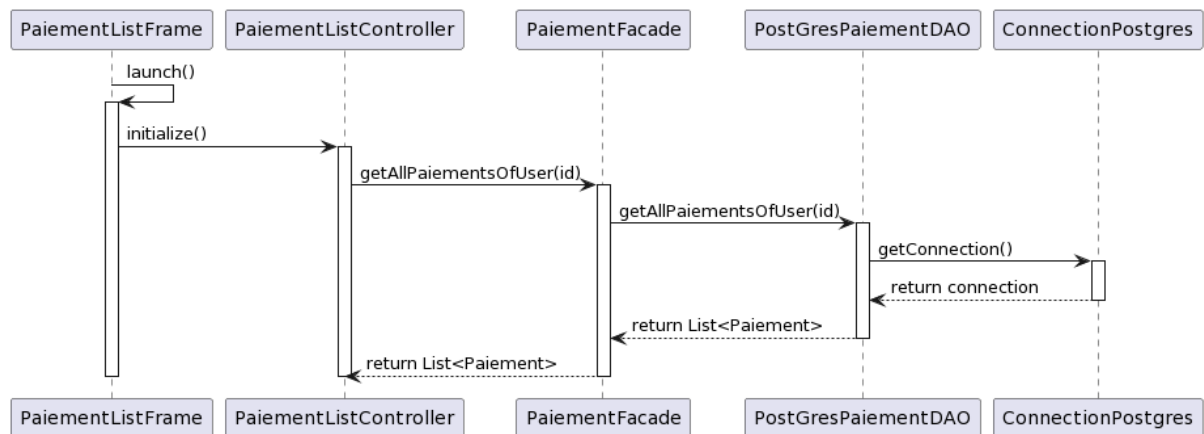 PaiementListFrame
PaiementListController
PaiementFacade
PostGresPaiementDAO
ConnectionPostgres
launch()
initialize()
getAllPaiementsOfUser(id)
getAllPaiementsOfUser(id)
getConnection()
return connection
return List<Paiement>
return List<Paiement>
PaiementListFrame
PaiementListController
PaiementFacade
PostGresPaiementDAO
ConnectionPostgres